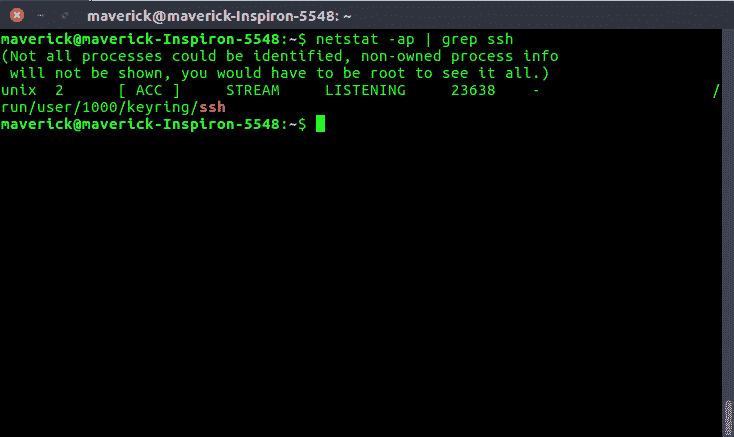 maverick@maverick-Inspiron-5548: ~
maverick@maverick-Inspiron-5548:~$ netstat -ap | grep ssh
(Not all processes could be identified, non-owned process info
 will not be shown, you would have to be root to see it all.)
unix  2      [ ACC ]     STREAM     LISTENING     23638    -                   /
run/user/1000/keyring/ssh
maverick@maverick-Inspiron-5548:~$